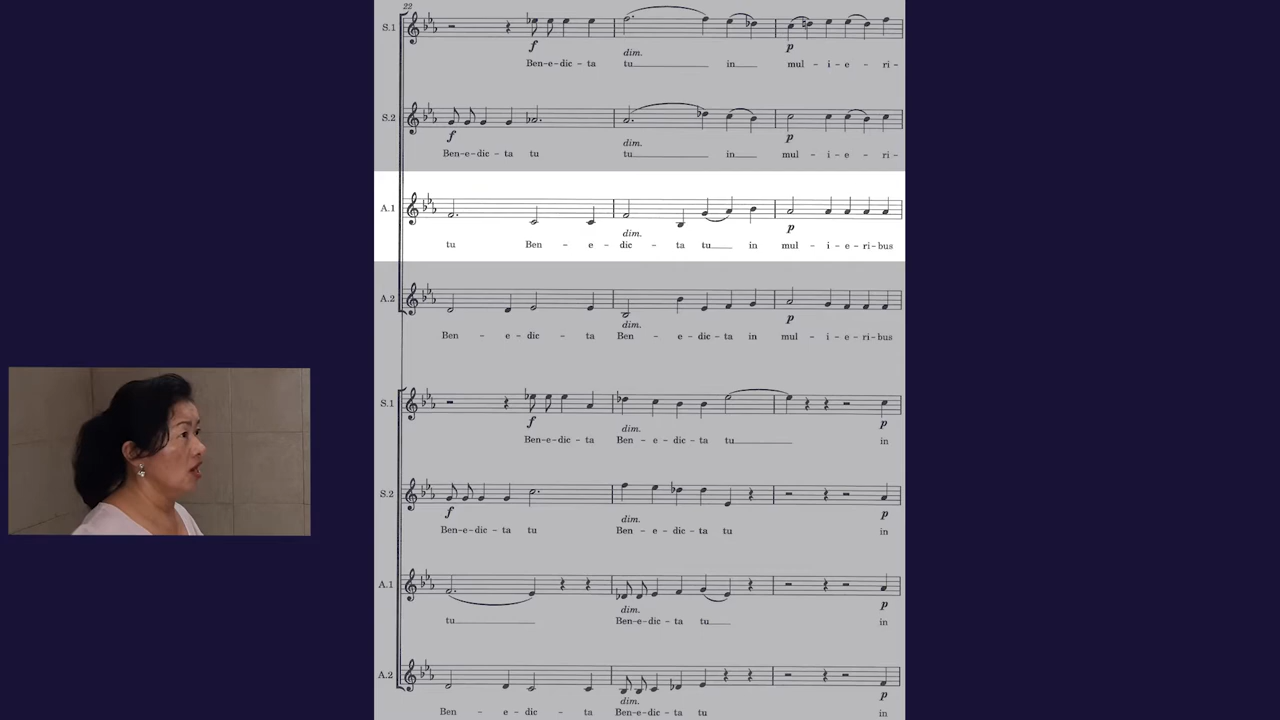 22
S.1
f
dim.
p
Ben-e-dic - ta tu in mul - i - e - ri-
S.2
f
dim.
p
Ben-e-dic - ta tu tu in mul - i - e - ri-
A.1
dim.
p
tu Ben - e - dic - ta tu in mul - i - e - ri-bus
A.2
dim.
p
Ben - e - dic - ta Ben - e - dic - ta in mul - i - e - ri-bus
S.1
f
dim.
p
Ben-e-dic - ta Ben - e - dic - ta tu in
S.2
f
dim.
p
Ben-e-dic - ta tu Ben - e - dic - ta tu in
A.1
dim.
p
tu Ben-e-dic - ta tu in
A.2
dim.
p
Ben - e - dic - ta Ben-e-dic - ta tu in